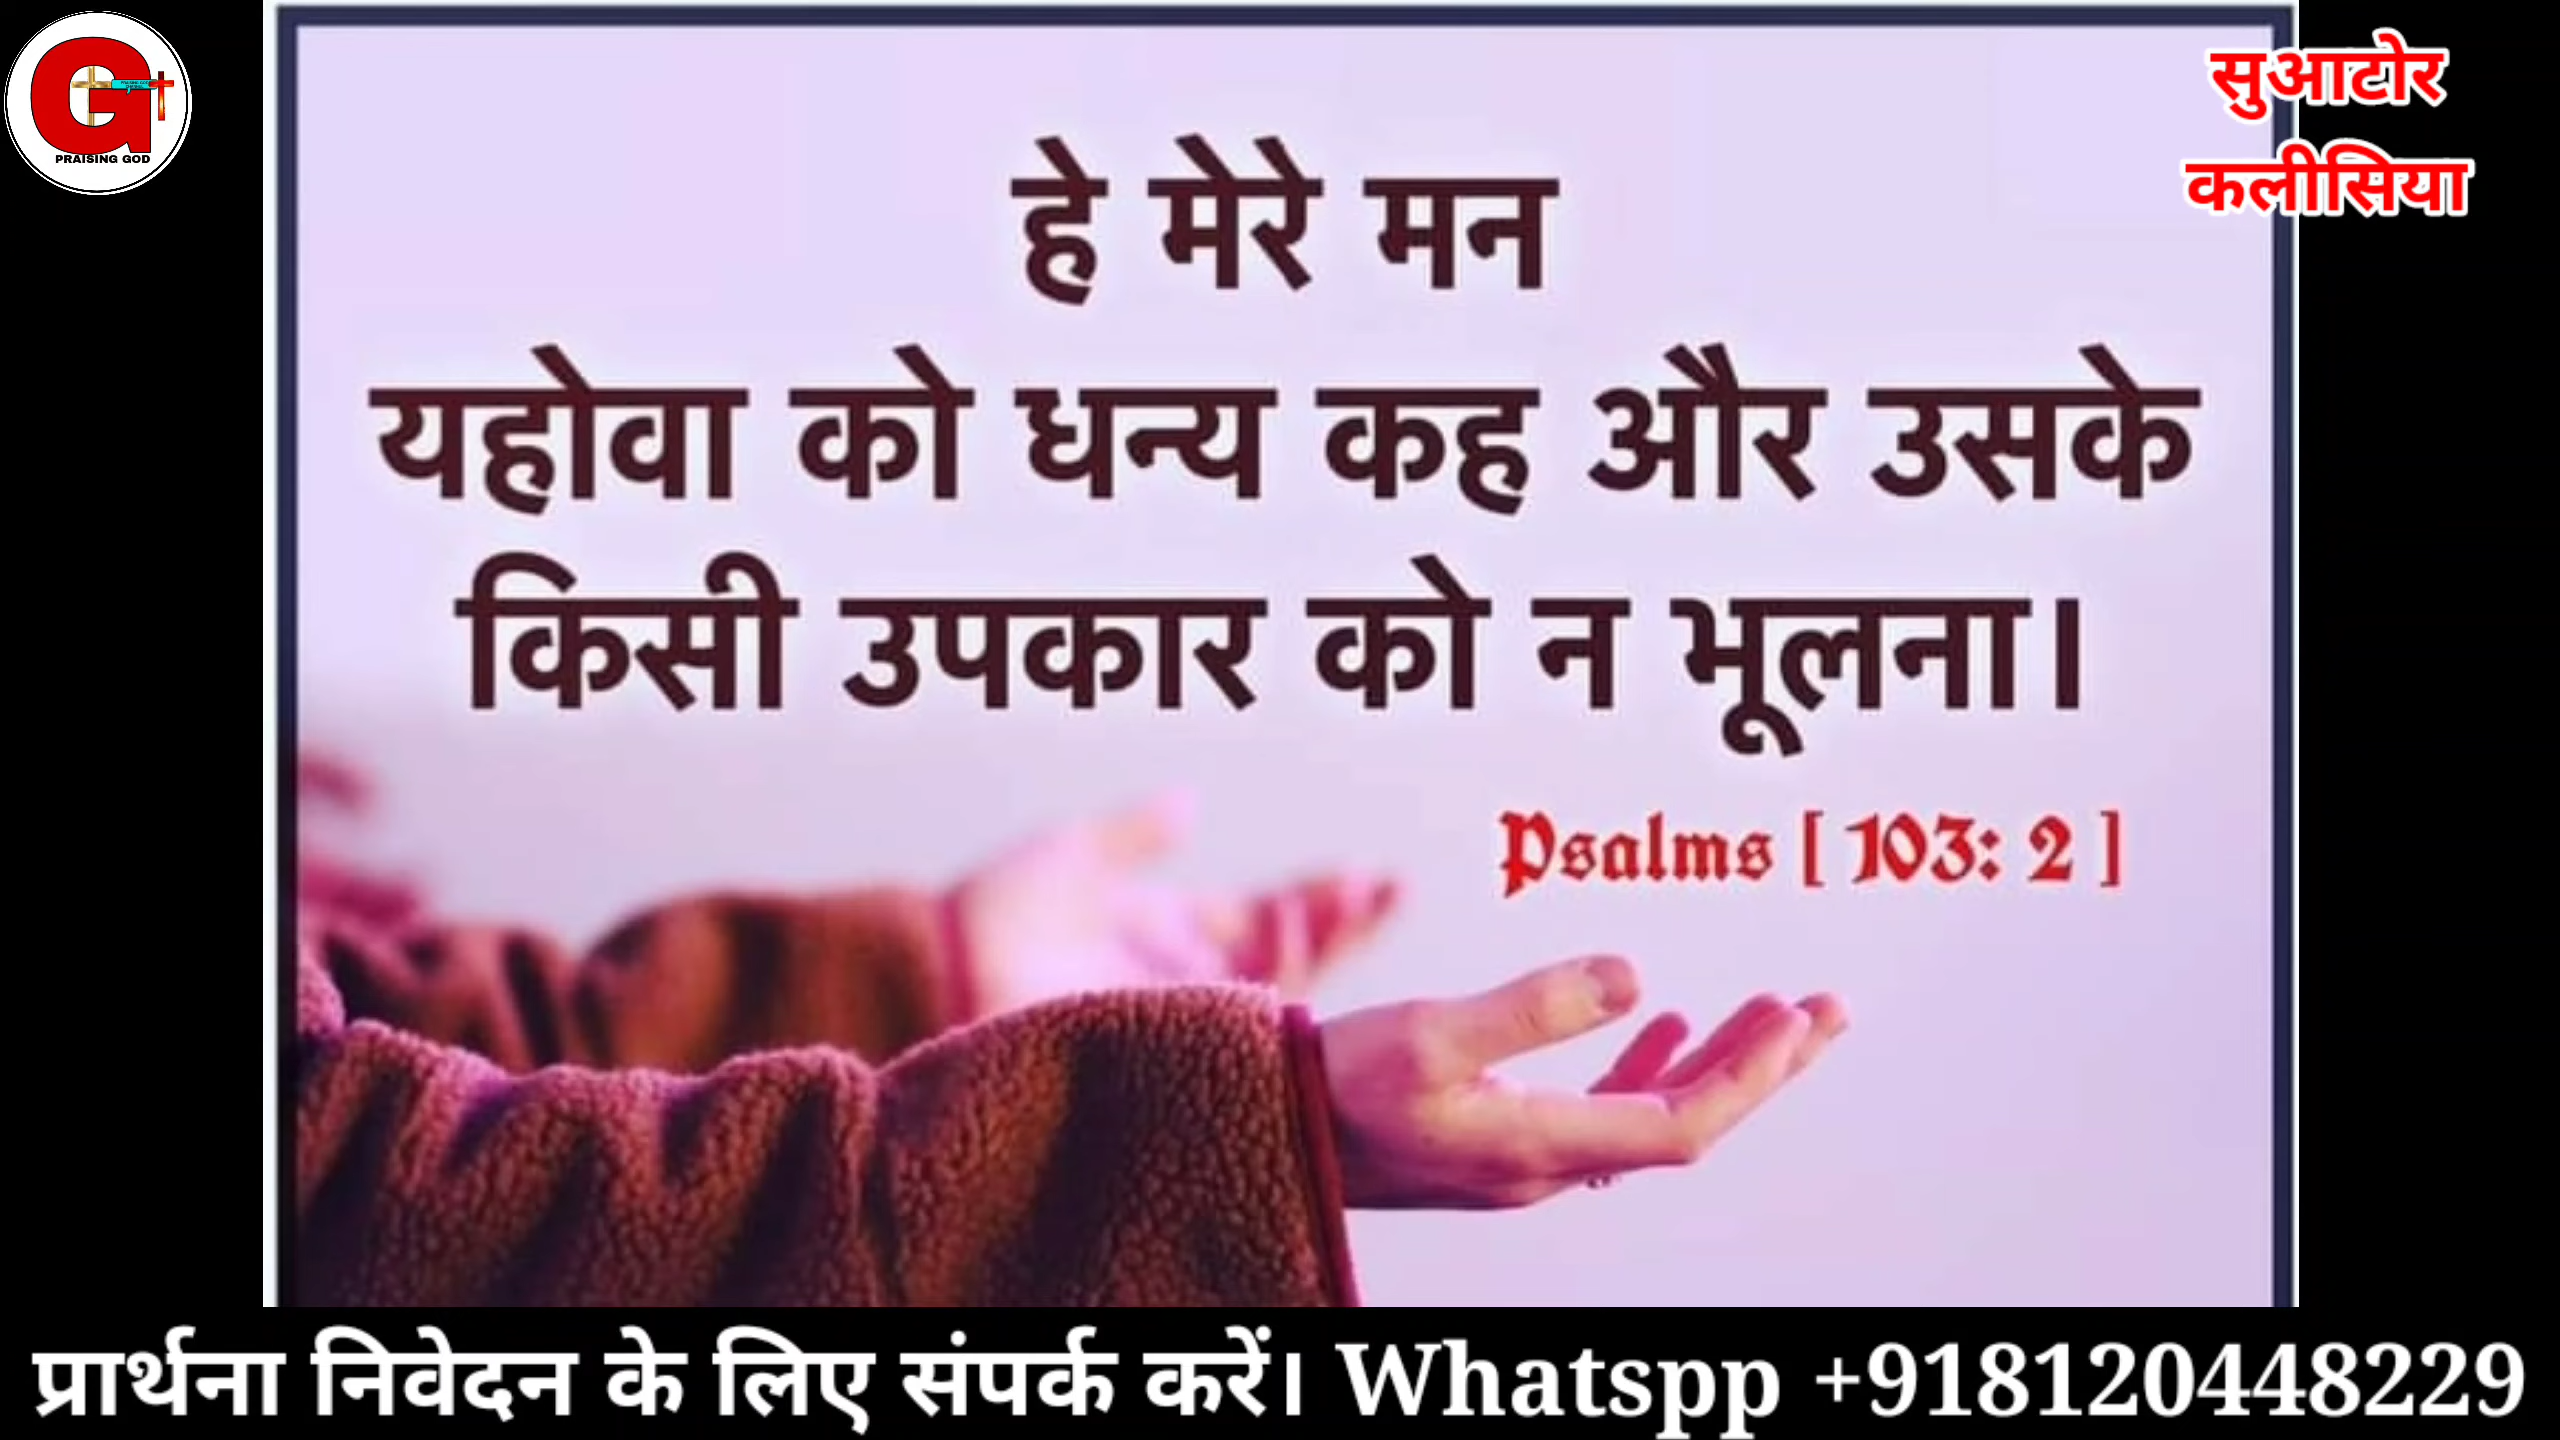 PRAISING GOD
सुआटोर
कलीसिया
हे मेरे मन
यहोवा को धन्य कह और उसके
किसी उपकार को न भूलना।
Psalms [ 103: 2 ]
प्रार्थना निवेदन के लिए संपर्क करें। Whatspp +918120448229